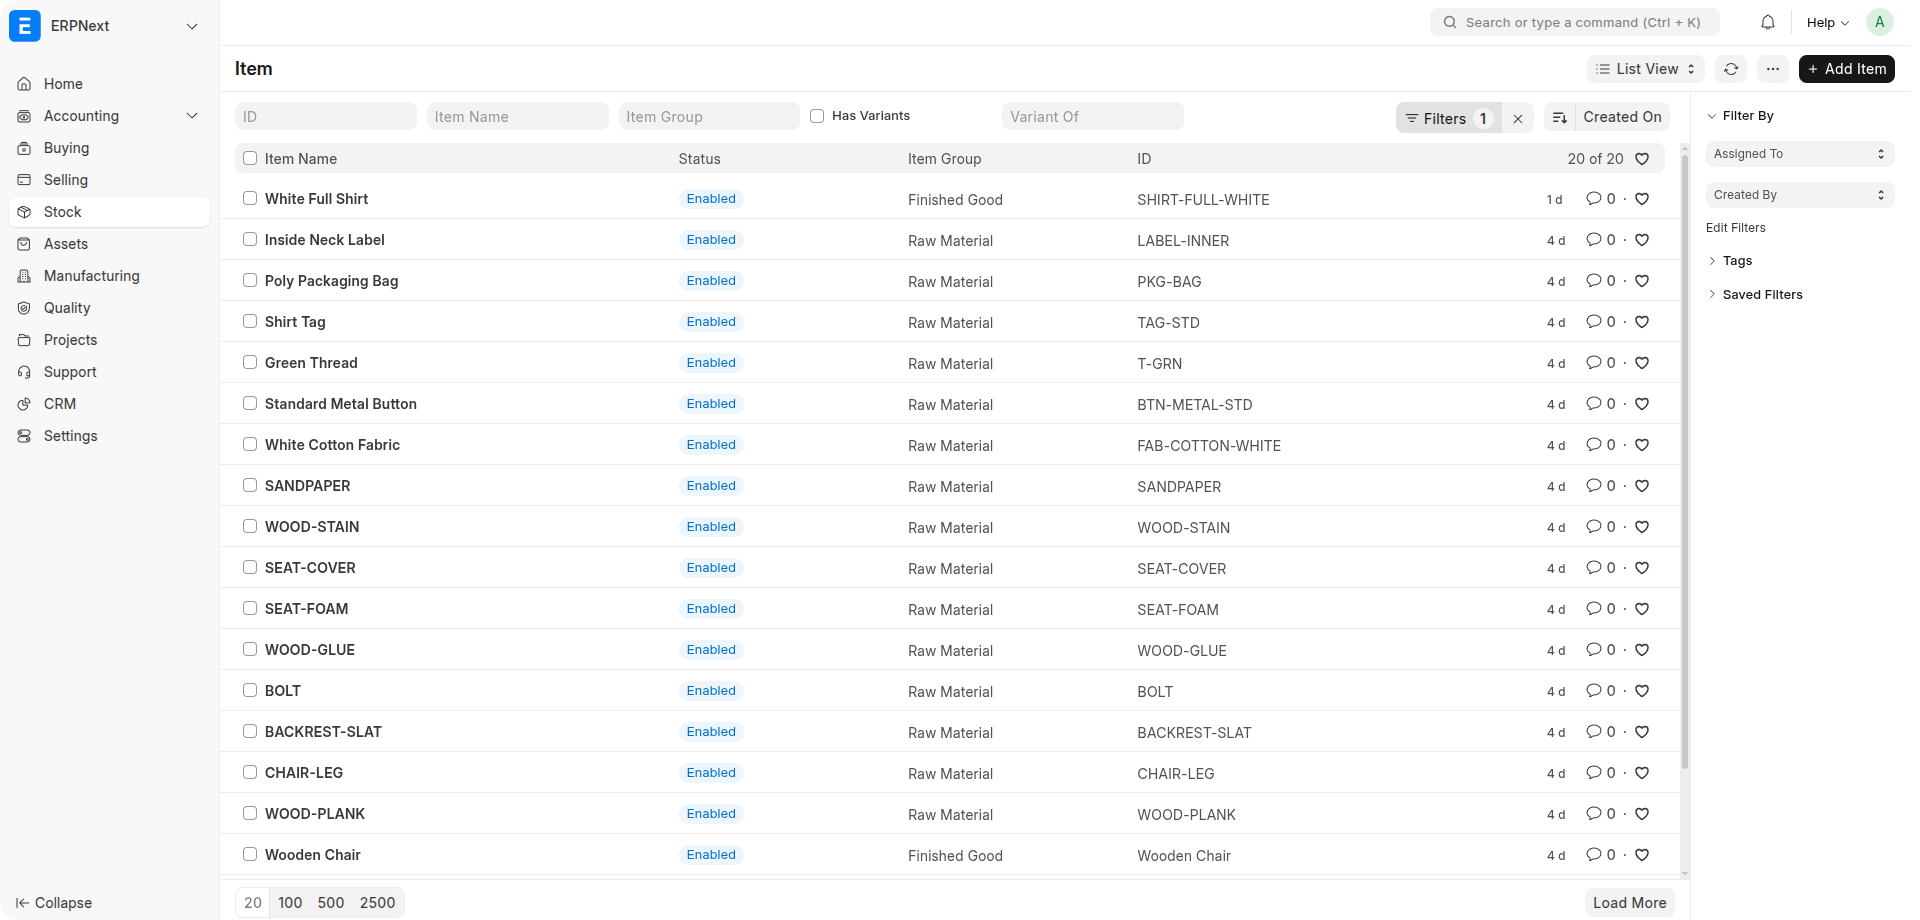 ERPNext
Search or type a command (Ctrl + K)
Help
A
Home
Accounting
Buying
Selling
Stock
Assets
Manufacturing
Quality
Projects
Support
CRM
Settings
Collapse
Item
List View
Add Item
ID
Item Name
Item Group
Has Variants
Variant Of
Filters 1
Created On
Item Name Status Item Group ID 20 of 20
White Full Shirt Enabled Finished Good SHIRT-FULL-WHITE 1 d 0 ·
Inside Neck Label Enabled Raw Material LABEL-INNER 4 d 0 ·
Poly Packaging Bag Enabled Raw Material PKG-BAG 4 d 0 ·
Shirt Tag Enabled Raw Material TAG-STD 4 d 0 ·
Green Thread Enabled Raw Material T-GRN 4 d 0 ·
Standard Metal Button Enabled Raw Material BTN-METAL-STD 4 d 0 ·
White Cotton Fabric Enabled Raw Material FAB-COTTON-WHITE 4 d 0 ·
SANDPAPER Enabled Raw Material SANDPAPER 4 d 0 ·
WOOD-STAIN Enabled Raw Material WOOD-STAIN 4 d 0 ·
SEAT-COVER Enabled Raw Material SEAT-COVER 4 d 0 ·
SEAT-FOAM Enabled Raw Material SEAT-FOAM 4 d 0 ·
WOOD-GLUE Enabled Raw Material WOOD-GLUE 4 d 0 ·
BOLT Enabled Raw Material BOLT 4 d 0 ·
BACKREST-SLAT Enabled Raw Material BACKREST-SLAT 4 d 0 ·
CHAIR-LEG Enabled Raw Material CHAIR-LEG 4 d 0 ·
WOOD-PLANK Enabled Raw Material WOOD-PLANK 4 d 0 ·
Wooden Chair Enabled Finished Good Wooden Chair 4 d 0 ·
20 100 500 2500
Load More
Filter By
Assigned To
Created By
Edit Filters
Tags
Saved Filters